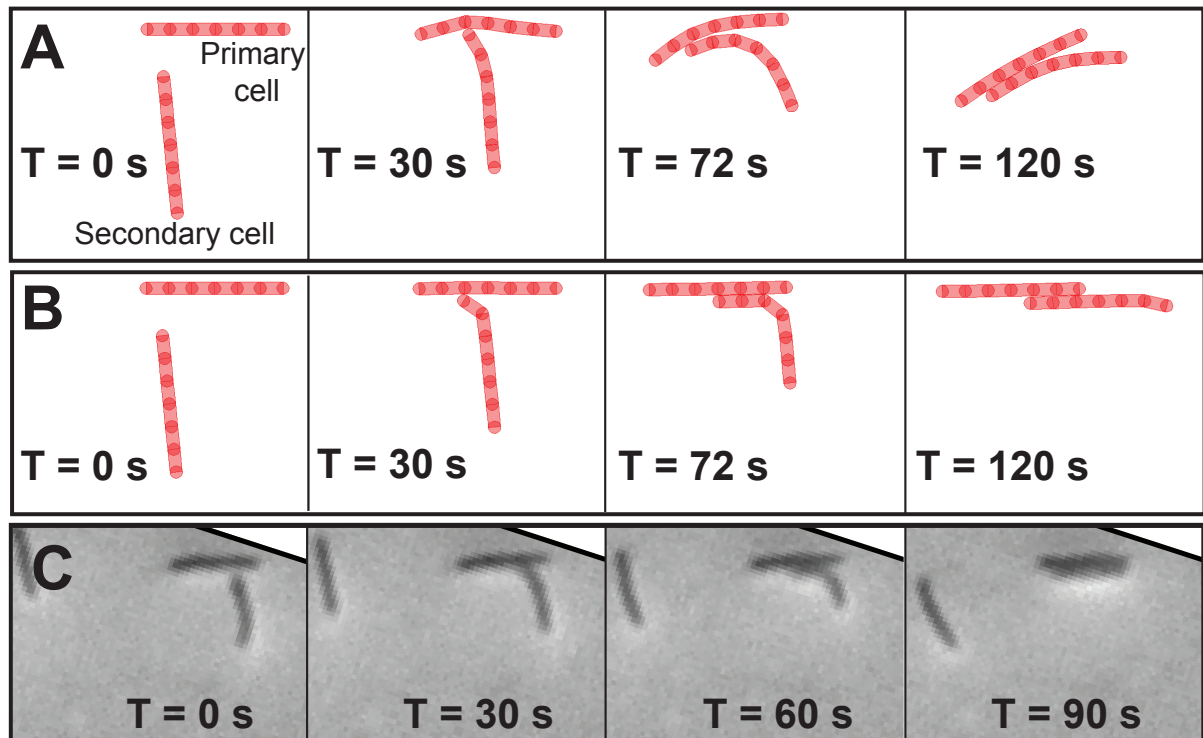 A
Primary
cell
T = 0 s
T = 30 s
T = 72 s
T = 120 s
Secondary cell
B
T = 0 s
T = 30 s
T = 72 s
T = 120 s
C
T = 0 s
T = 30 s
T = 60 s
T = 90 s